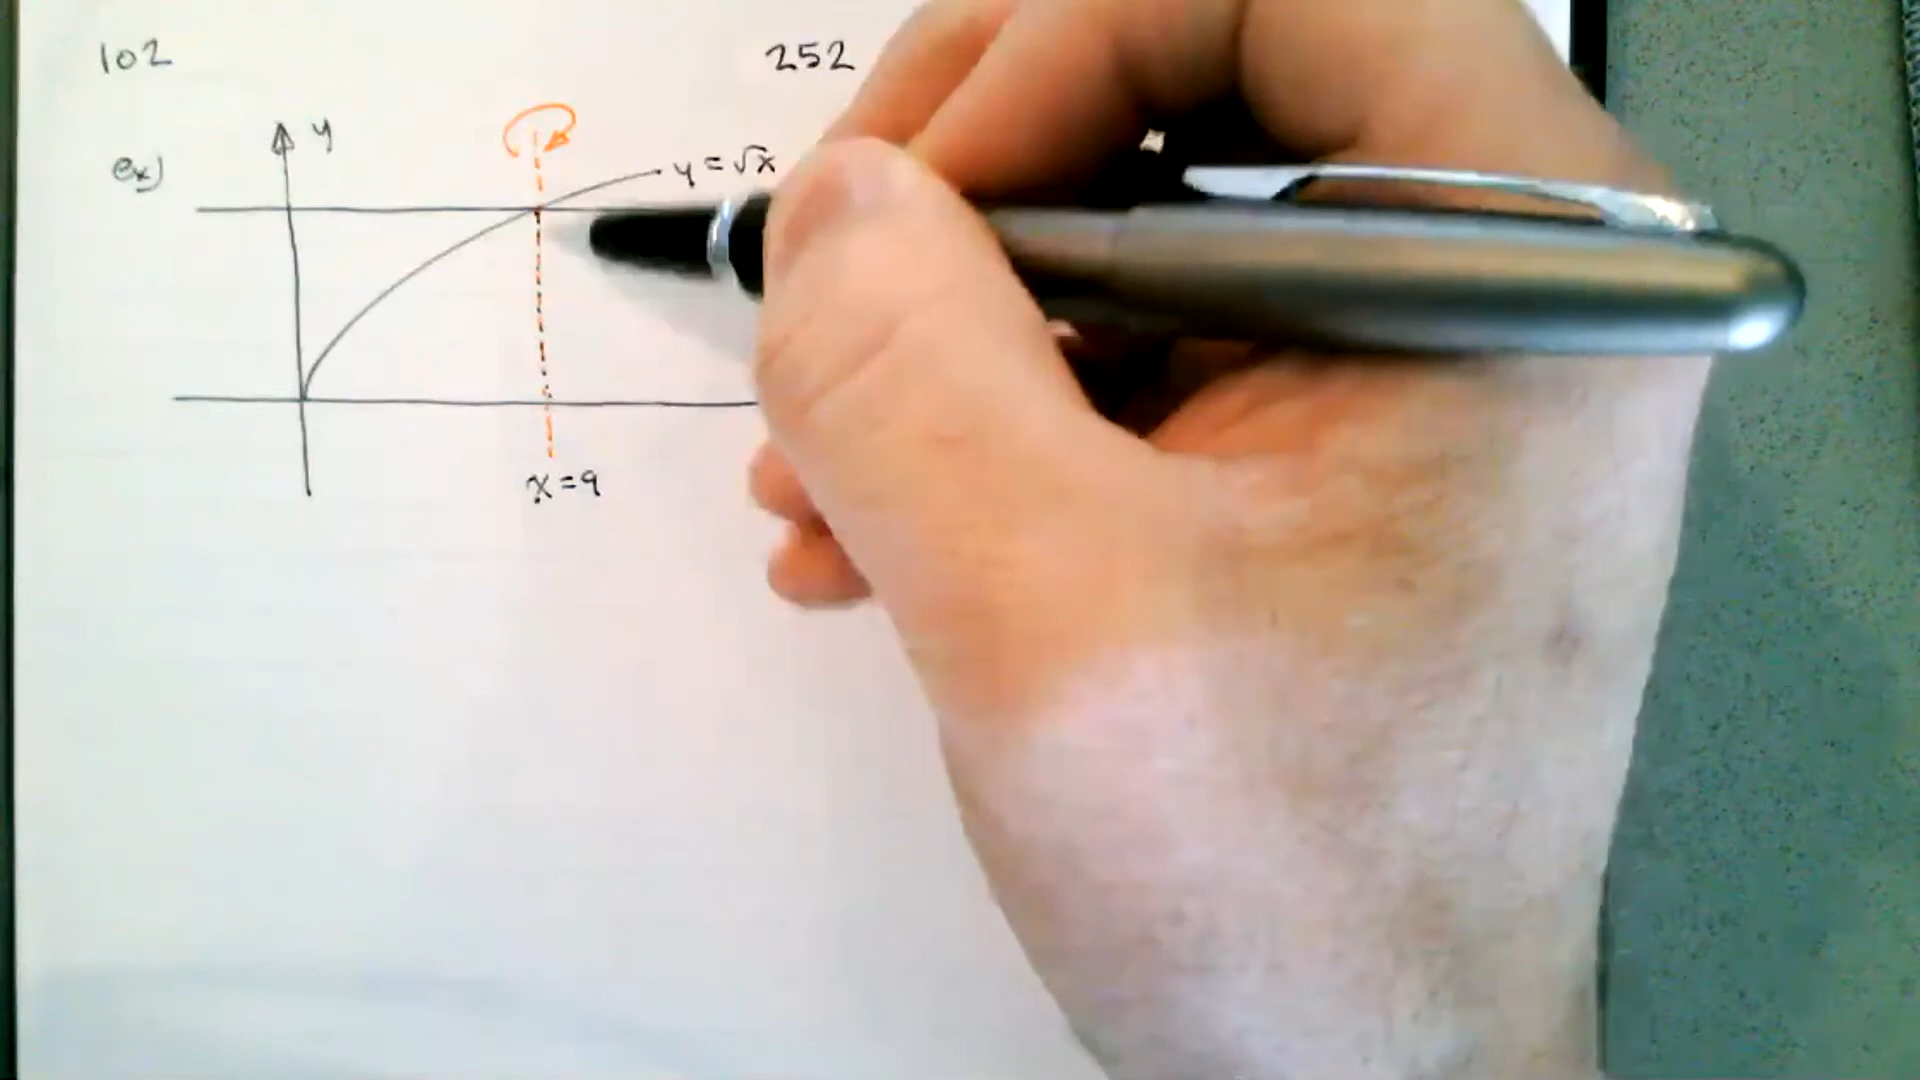 102
252
y
ex)
y = √x
x = 9